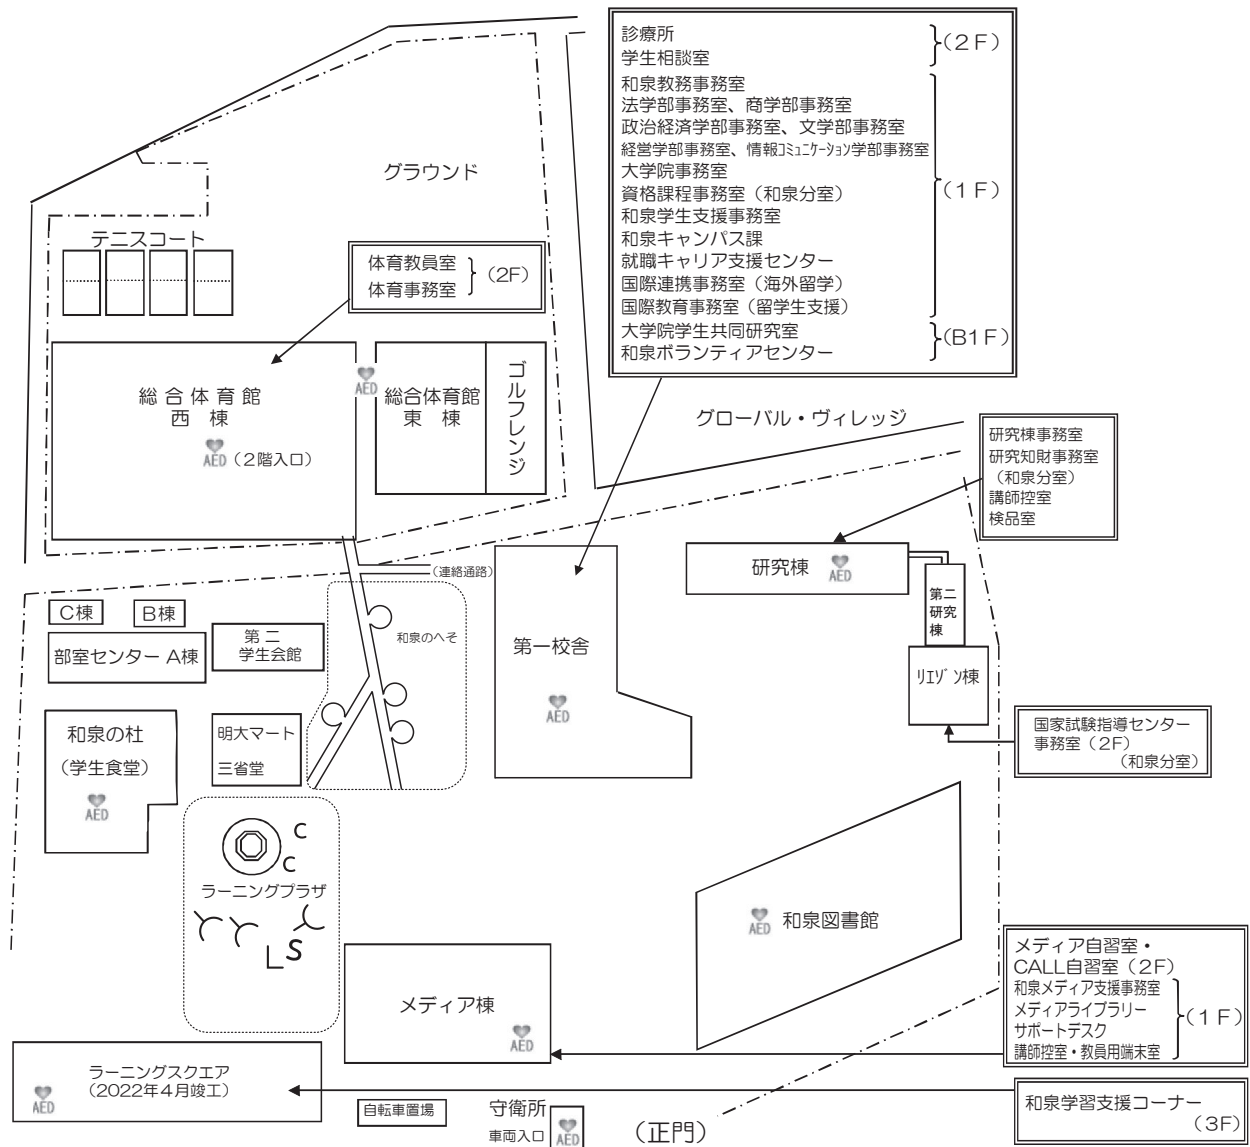 診療所
学生相談室
(2F)
和泉教務事務室
法学部事務室、商学部事務室
政治経済学部事務室、文学部事務室
経営学部事務室、情報コミュニケーション学部事務室
大学院事務室
資格課程事務室（和泉分室）
和泉学生支援事務室
和泉キャンパス課
就職キャリア支援センター
国際連携事務室（海外留学）
国際教育事務室（留学生支援）
(1F)
大学院学生共同研究室
和泉ボランティアセンター
(B1F)
グラウンド
テニスコート
体育教員室
体育事務室
(2F)
総合体育館
西棟
AED（2階入口）
AED
総合体育館
東棟
ゴルフレンジ
グローバル・ヴィレッジ
研究棟事務室
研究知財事務室
（和泉分室）
講師控室
検品室
(連絡通路)
研究棟
AED
第二
研究
棟
リエゾン棟
C棟
B棟
部室センター A棟
第二
学生会館
和泉のへそ
第一校舎
AED
国家試験指導センター
事務室（2F）
（和泉分室）
和泉の杜
（学生食堂）
AED
明大マート
三省堂
C
C
ラーニングプラザ
S
和泉図書館
AED
メディア棟
AED
メディア自習室・
CALL自習室（2F）
和泉メディア支援事務室
メディアライブラリー
サポートデスク
講師控室・教員用端末室
(1F)
ラーニングスクエア
（2022年4月竣工）
AED
和泉学習支援コーナー
（3F）
自転車置場
守衛所
車両入口
AED
（正門）